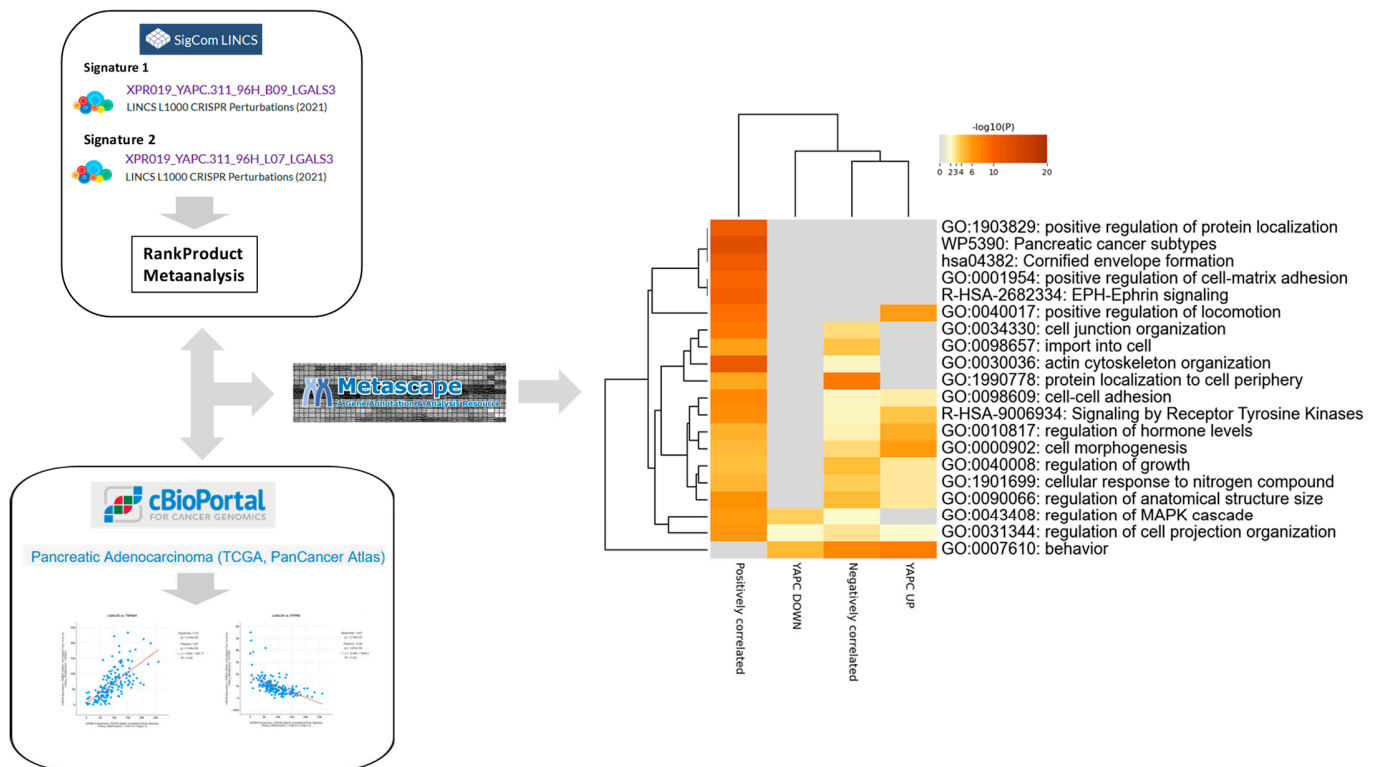 SigCom LINCS
Signature 1
XPR019_YAPC.311_96H_B09_LGALS3
LINCS L1000 CRISPR Perturbations (2021)
Signature 2
XPR019_YAPC.311_96H_L07_LGALS3
LINCS L1000 CRISPR Perturbations (2021)
RankProduct
Metaanalysis
Metascape
A Gene Annotation & Analysis Resource
cBioPortal
FOR CANCER GENOMICS
Pancreatic Adenocarcinoma (TCGA, PanCancer Atlas)
-log10(P)
0 2 3 4 6 10 20
GO:1903829: positive regulation of protein localization
WP5390: Pancreatic cancer subtypes
hsa04382: Cornified envelope formation
GO:0001954: positive regulation of cell-matrix adhesion
R-HSA-2682334: EPH-Ephrin signaling
GO:0040017: positive regulation of locomotion
GO:0034330: cell junction organization
GO:0098657: import into cell
GO:0030036: actin cytoskeleton organization
GO:1990778: protein localization to cell periphery
GO:0098609: cell-cell adhesion
R-HSA-9006934: Signaling by Receptor Tyrosine Kinases
GO:0010817: regulation of hormone levels
GO:0000902: cell morphogenesis
GO:0040008: regulation of growth
GO:1901699: cellular response to nitrogen compound
GO:0090066: regulation of anatomical structure size
GO:0043408: regulation of MAPK cascade
GO:0031344: regulation of cell projection organization
GO:0007610: behavior
Positively correlated
YAPC DOWN
Negatively correlated
YAPC UP